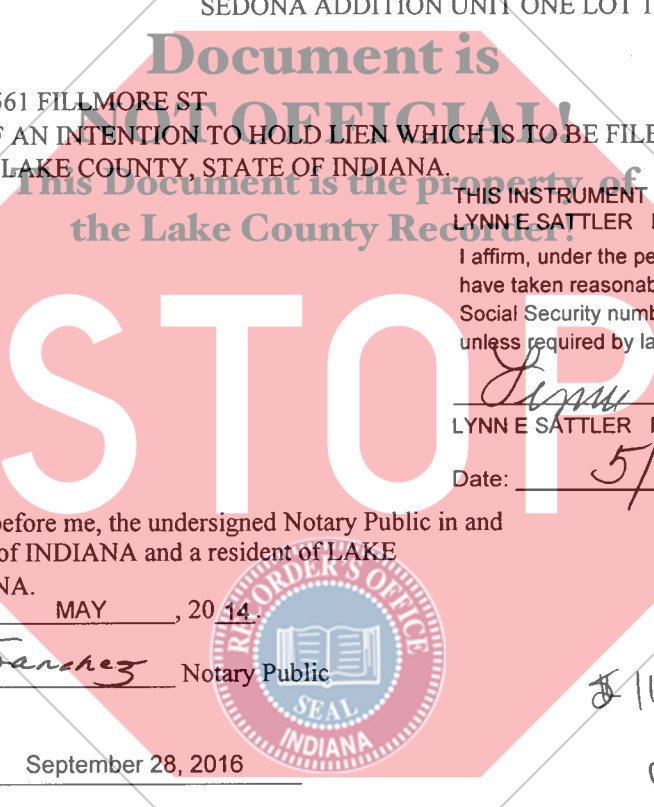 SEDONA ADDITION UNIT ONE LOT
Document is
561 FILLMORE ST
NOT OFFICIAL!
AN INTENTION TO HOLD LIEN WHICH IS TO BE FILE
LAKE COUNTY, STATE OF INDIANA.
This Document is the property of
the Lake County Recorder!
THIS INSTRUMENT
LYNN E SATTLER
I affirm, under the pe
have taken reasonab
Social Security numb
unless required by la
STOP
Lynn
LYNN E SATTLER
Date: 5/
before me, the undersigned Notary Public in and
of INDIANA and a resident of LAKE
NA.
MAY , 20 14.
Sanchez Notary Public
RECORDER'S OFFICE
SEAL
INDIANA
$ 11
September 28, 2016